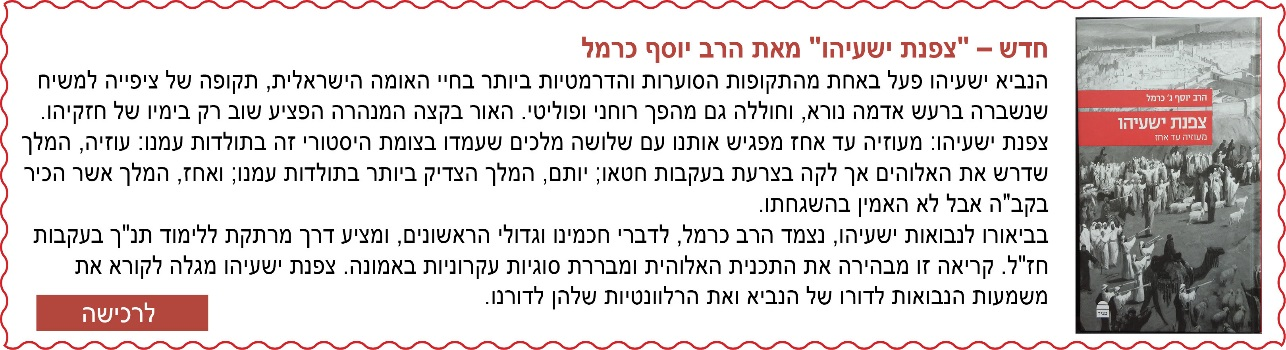 חדש – "צפנת ישעיהו" מאת הרב יוסף כרמל
הנביא ישעיהו פעל באחת מהתקופות הסוערות והדרמטיות ביותר בחיי האומה הישראלית, תקופה של ציפייה למשיח
שנשברה ברעש אדמה נורא, וחוללה גם מהפך רוחני ופוליטי. האור בקצה המנהרה הפציע שוב רק בימיו של חזקיהו.
צפנת ישעיהו: מעוזיה עד אחז מפגיש אותנו עם שלושה מלכים שעמדו בצומת היסטורי זה בתולדות עמנו: עוזיה, המלך
שדרש את האלוהים אך לקה בצרעת בעקבות חטאו; יותם, המלך הצדיק ביותר בתולדות עמנו; ואחז, המלך אשר הכיר
בקב"ה אבל לא האמין בהשגחתו.
בביאורו לנבואות ישעיהו, נצמד הרב כרמל, לדברי חכמינו וגדולי הראשונים, ומציע דרך מרתקת ללימוד תנ"ך בעקבות
חז"ל. קריאה זו מבהירה את התכנית האלוהית ומבררת סוגיות עקרוניות באמונה. צפנת ישעיהו מגלה לקורא את
משמעות הנבואות לדורו של הנביא ואת הרלוונטיות שלהן לדורנו.
לרכישה
הרב יוסף ג' כרמל
צפנת ישעיהו
מעוזיה עד אחז